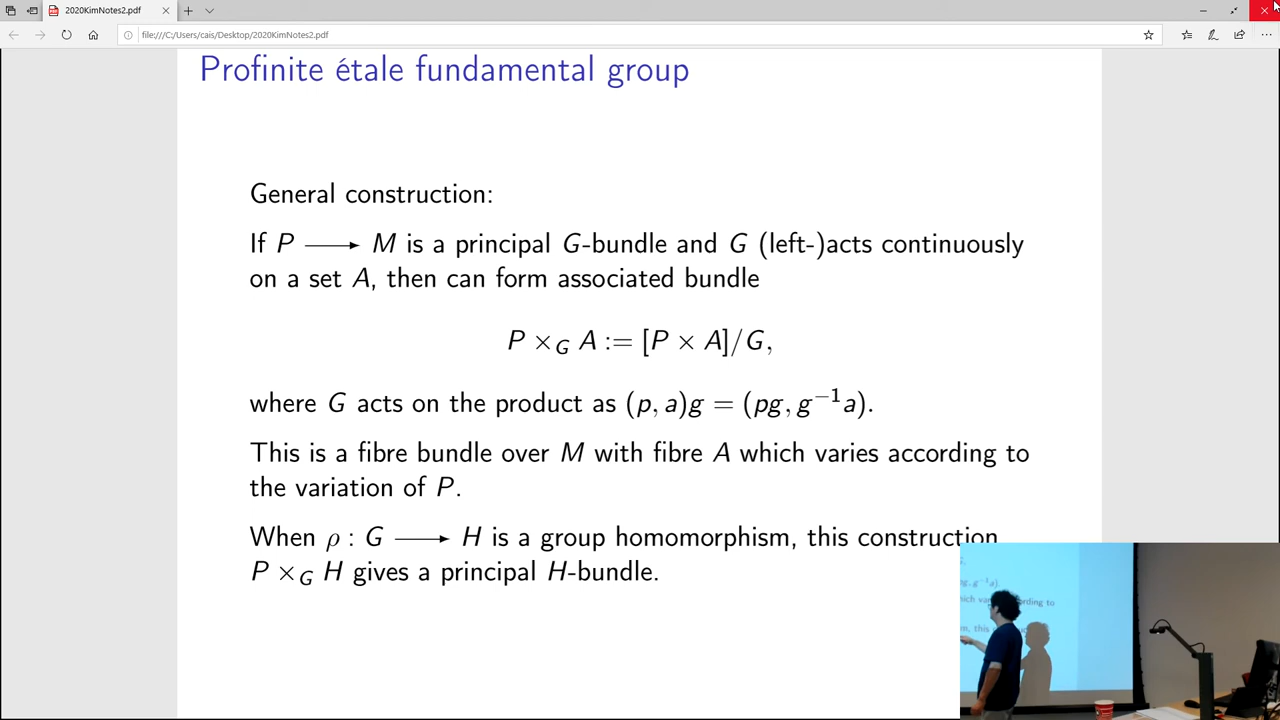 2020KimNotes2.pdf
file:///C:/Users/cais/Desktop/2020KimNotes2.pdf
Profinite étale fundamental group
General construction:
If P ⟶ M is a principal G-bundle and G (left-)acts continuously
on a set A, then can form associated bundle
P ×_G A := [P × A]/G,
where G acts on the product as (p, a)g = (pg, g⁻¹a).
This is a fibre bundle over M with fibre A which varies according to
the variation of P.
When ρ : G ⟶ H is a group homomorphism, this construction
P ×_G H gives a principal H-bundle.